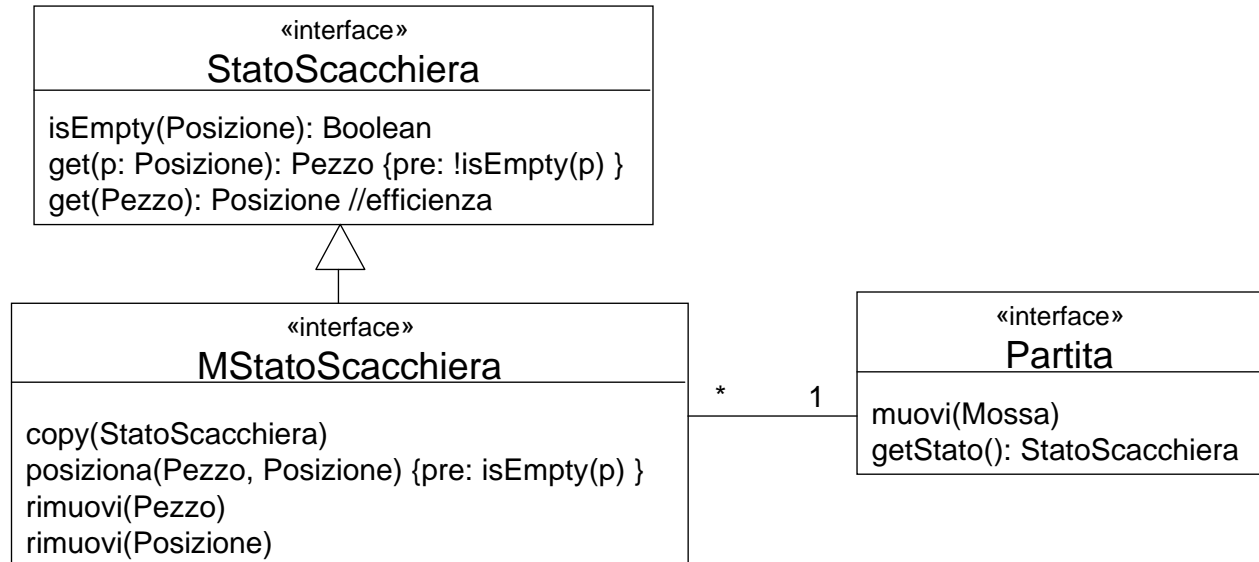 «interface»
StatoScacchiera
isEmpty(Posizione): Boolean
get(p: Posizione): Pezzo {pre: !isEmpty(p) }
get(Pezzo): Posizione //efficienza
«interface»
MStatoScacchiera
copy(StatoScacchiera)
posiziona(Pezzo, Posizione) {pre: isEmpty(p) }
rimuovi(Pezzo)
rimuovi(Posizione)
* 1
«interface»
Partita
muovi(Mossa)
getStato(): StatoScacchiera